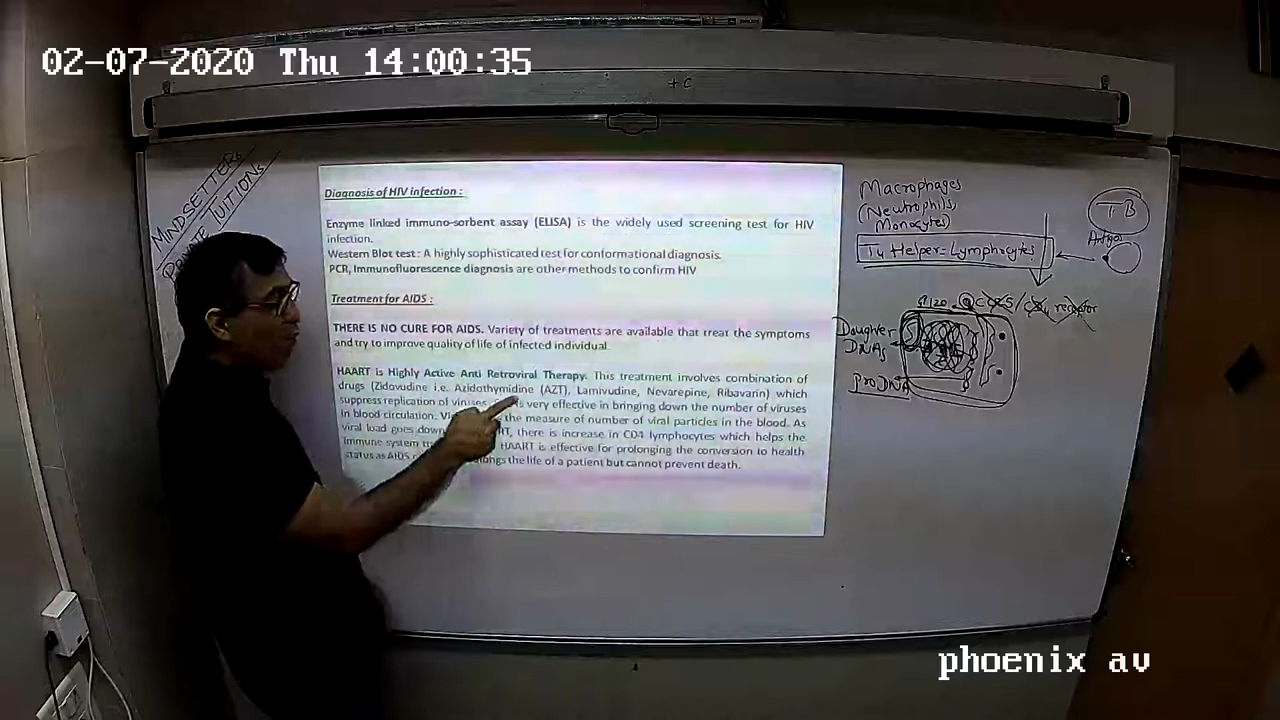 02-07-2020 Thu 14:00:35
+ C
MINDSETTERS
PRIVATE TUITIONS
Diagnosis of HIV infection :
Enzyme linked immuno-sorbent assay (ELISA) is the widely used screening test for HIV
infection.
Western Blot test : A highly sophisticated test for conformational diagnosis.
PCR, Immunofluorescence diagnosis are other methods to confirm HIV
Treatment for AIDS :
THERE IS NO CURE FOR AIDS. Variety of treatments are available that treat the symptoms
and try to improve quality of life of infected individual
HAART is Highly Active Anti Retroviral Therapy. This treatment involves combination of
drugs (Zidovudine i.e. Azidothymidine (AZT), Lamivudine, Nevarepine, Ribavarin) which
suppress replication of viruses very effective in bringing down the number of viruses
in blood circulation. the measure of number of viral particles in the blood. As
viral load goes down there is increase in CD4 lymphocytes which helps the
immune system HAART is effective for prolonging the conversion to health
status as AIDS the life of a patient but cannot prevent death.
Macrophages
(Neutrophils,
Monocytes)
T4 Helper-Lymphocytes
TB
Daughter
DNAs
proDNA
phoenix av